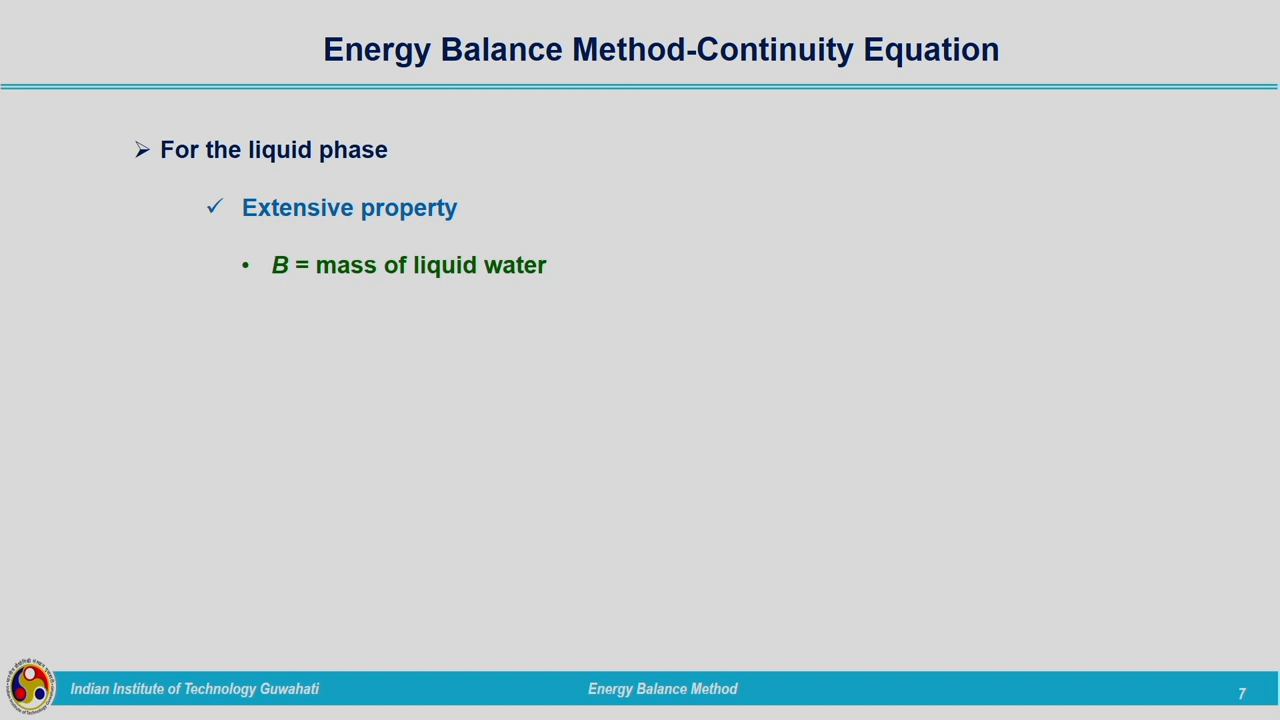 Energy Balance Method-Continuity Equation
➢ For the liquid phase
✓ Extensive property
• B = mass of liquid water
Indian Institute of Technology Guwahati
Energy Balance Method
7